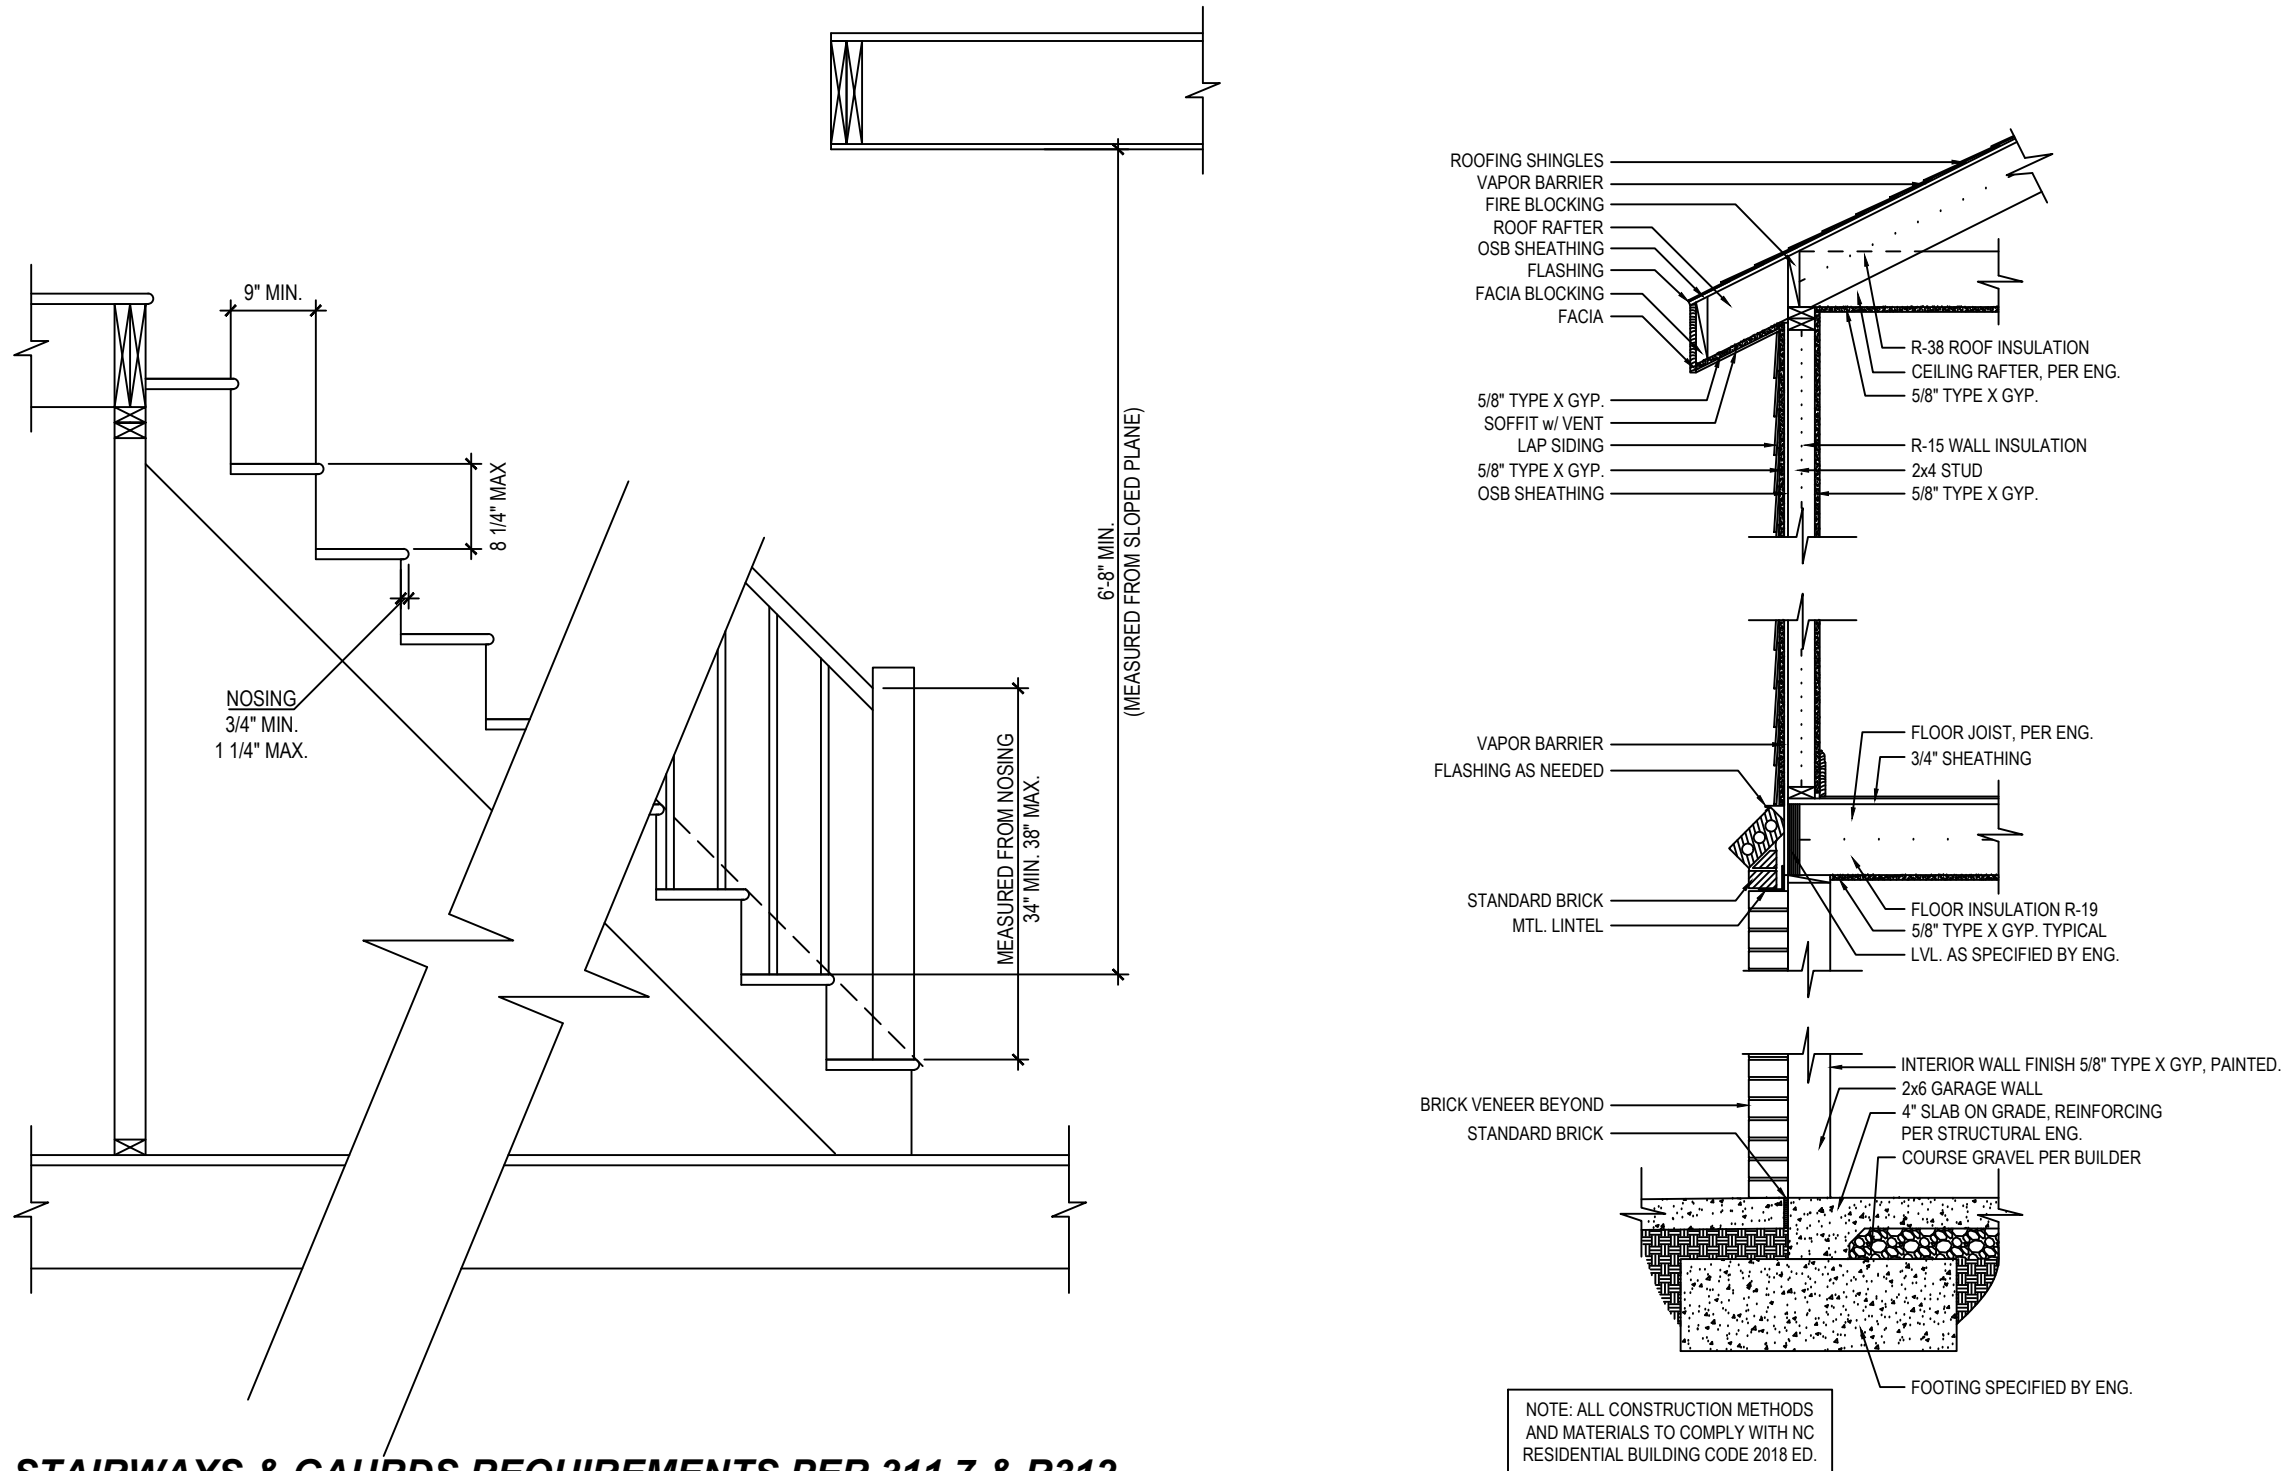 9" MIN.
8 1/4" MAX
NOSING
3/4" MIN.
1 1/4" MAX.
6'-8" MIN.
(MEASURED FROM SLOPED PLANE)
MEASURED FROM NOSING
34" MIN. 38" MAX.
STAIRWAYS & GAURDS REQUIREMENTS PER 311.7 & R312
ROOFING SHINGLES
VAPOR BARRIER
FIRE BLOCKING
ROOF RAFTER
OSB SHEATHING
FLASHING
FACIA BLOCKING
FACIA
5/8" TYPE X GYP.
SOFFIT w/ VENT
LAP SIDING
5/8" TYPE X GYP.
OSB SHEATHING
R-38 ROOF INSULATION
CEILING RAFTER, PER ENG.
5/8" TYPE X GYP.
R-15 WALL INSULATION
2x4 STUD
5/8" TYPE X GYP.
VAPOR BARRIER
FLASHING AS NEEDED
STANDARD BRICK
MTL. LINTEL
FLOOR JOIST, PER ENG.
3/4" SHEATHING
FLOOR INSULATION R-19
5/8" TYPE X GYP. TYPICAL
LVL. AS SPECIFIED BY ENG.
BRICK VENEER BEYOND
STANDARD BRICK
INTERIOR WALL FINISH 5/8" TYPE X GYP, PAINTED.
2x6 GARAGE WALL
4" SLAB ON GRADE, REINFORCING
PER STRUCTURAL ENG.
COURSE GRAVEL PER BUILDER
FOOTING SPECIFIED BY ENG.
NOTE: ALL CONSTRUCTION METHODS
AND MATERIALS TO COMPLY WITH NC
RESIDENTIAL BUILDING CODE 2018 ED.